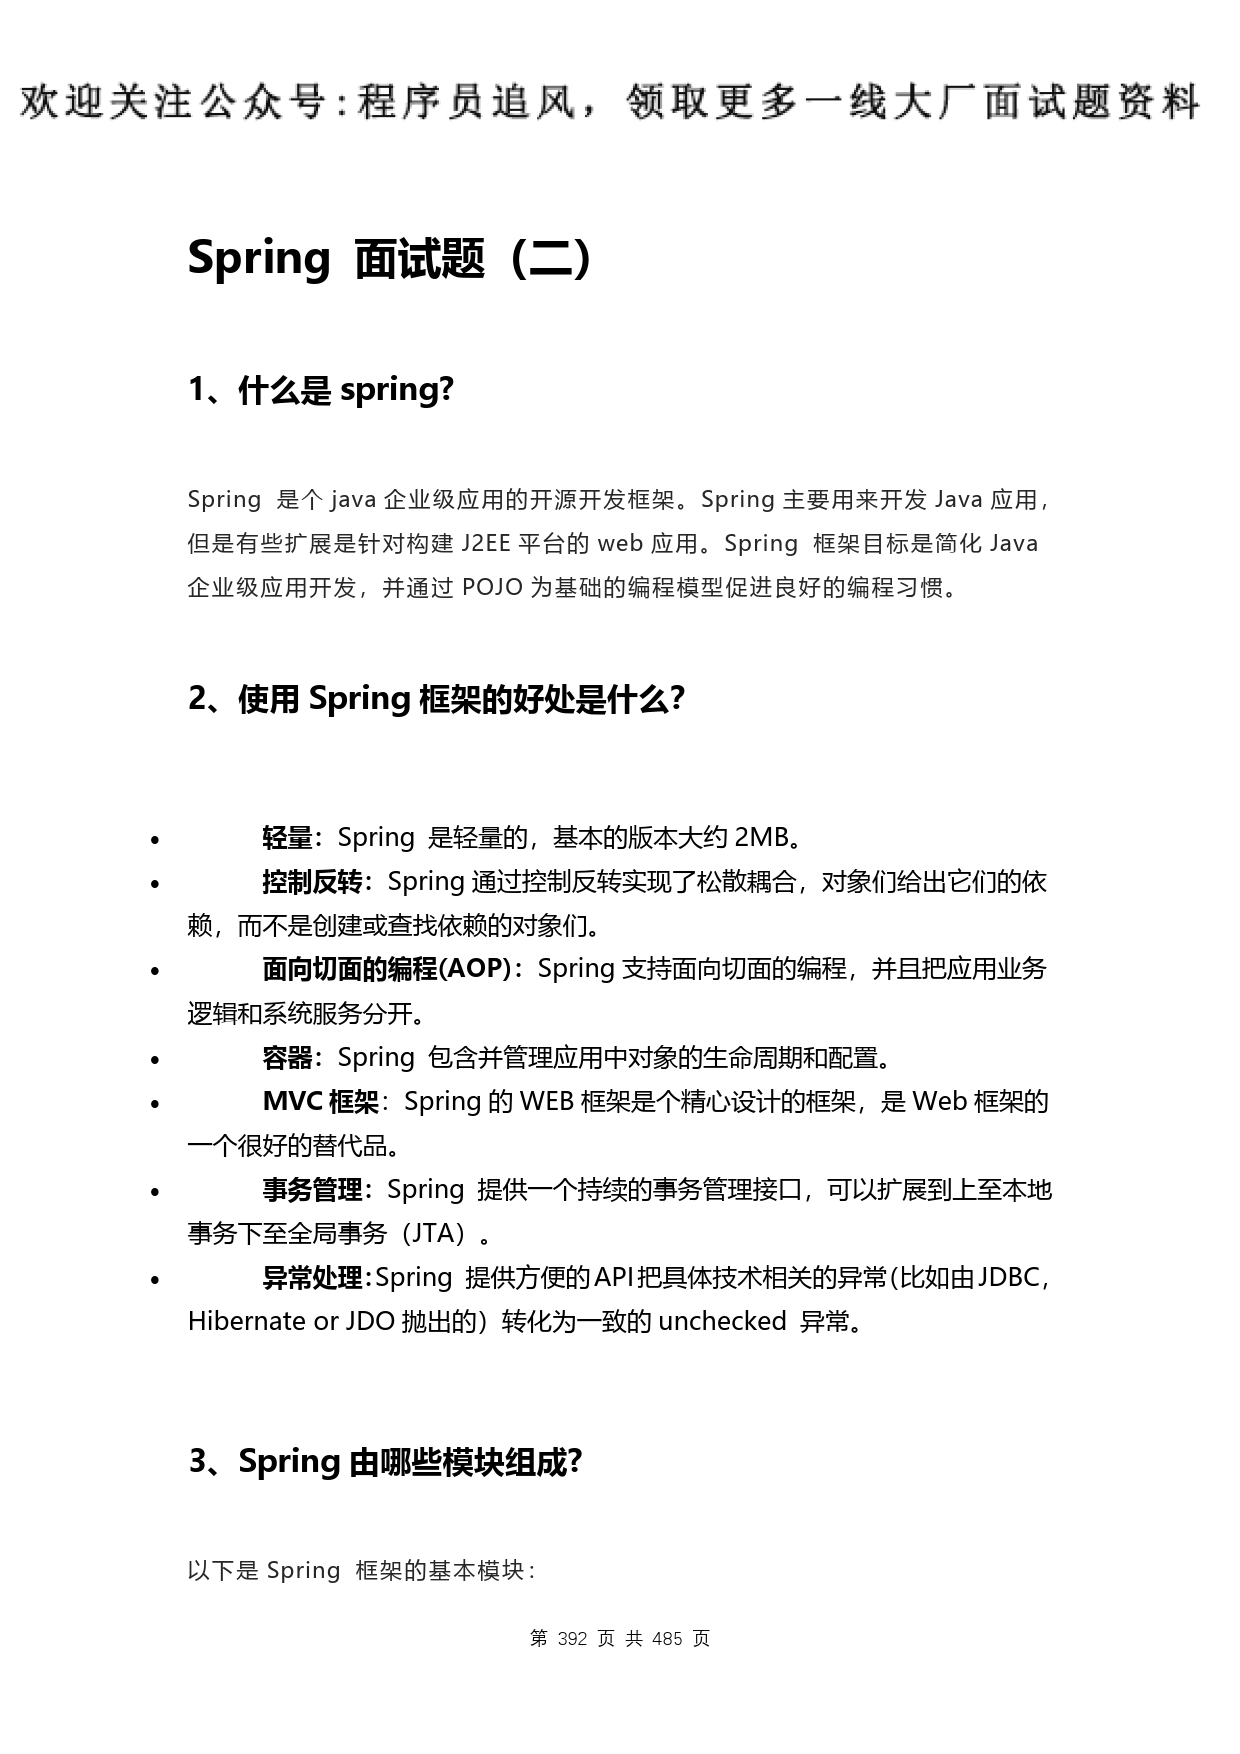 欢迎关注公众号:程序员追风，领取更多一线大厂面试题资料
Spring 面试题（二）
1、什么是 spring?
Spring 是个 java 企业级应用的开源开发框架。Spring 主要用来开发 Java 应用，
但是有些扩展是针对构建 J2EE 平台的 web 应用。Spring 框架目标是简化 Java
企业级应用开发，并通过 POJO 为基础的编程模型促进良好的编程习惯。
2、使用 Spring 框架的好处是什么？
• 轻量：Spring 是轻量的，基本的版本大约 2MB。
• 控制反转：Spring 通过控制反转实现了松散耦合，对象们给出它们的依
赖，而不是创建或查找依赖的对象们。
• 面向切面的编程(AOP)：Spring 支持面向切面的编程，并且把应用业务
逻辑和系统服务分开。
• 容器：Spring 包含并管理应用中对象的生命周期和配置。
• MVC 框架：Spring 的 WEB 框架是个精心设计的框架，是 Web 框架的
一个很好的替代品。
• 事务管理：Spring 提供一个持续的事务管理接口，可以扩展到上至本地
事务下至全局事务（JTA）。
• 异常处理：Spring 提供方便的 API 把具体技术相关的异常(比如由 JDBC，
Hibernate or JDO 抛出的）转化为一致的 unchecked 异常。
3、Spring 由哪些模块组成?
以下是 Spring 框架的基本模块：
第 392 页 共 485 页